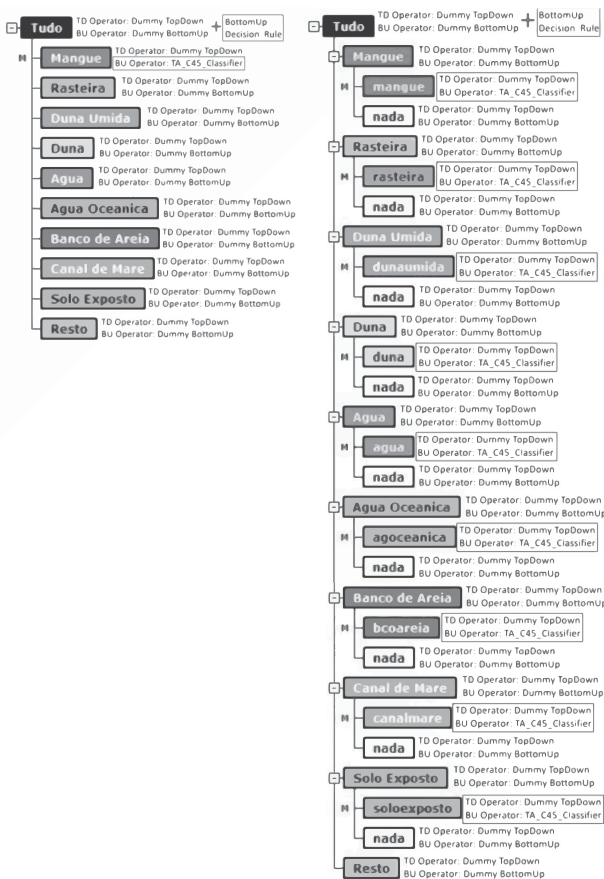 Tudo
TD Operator: Dummy TopDown
BU Operator: Dummy BottomUp
BottomUp
Decision Rule
M
Mangue
TD Operator: Dummy TopDown
BU Operator: TA_C45_Classifier
Rasteira
TD Operator: Dummy TopDown
BU Operator: Dummy BottomUp
Duna Umida
TD Operator: Dummy TopDown
BU Operator: Dummy BottomUp
Duna
TD Operator: Dummy TopDown
BU Operator: Dummy BottomUp
Agua
TD Operator: Dummy TopDown
BU Operator: Dummy BottomUp
Agua Oceanica
TD Operator: Dummy TopDown
BU Operator: Dummy BottomUp
Banco de Areia
TD Operator: Dummy TopDown
BU Operator: Dummy BottomUp
Canal de Mare
TD Operator: Dummy TopDown
BU Operator: Dummy BottomUp
Solo Exposto
TD Operator: Dummy TopDown
BU Operator: Dummy BottomUp
Resto
TD Operator: Dummy TopDown
BU Operator: Dummy BottomUp
Tudo
TD Operator: Dummy TopDown
BU Operator: Dummy BottomUp
BottomUp
Decision Rule
Mangue
TD Operator: Dummy TopDown
BU Operator: Dummy BottomUp
M
mangue
TD Operator: Dummy TopDown
BU Operator: TA_C45_Classifier
nada
TD Operator: Dummy TopDown
BU Operator: Dummy BottomUp
Rasteira
TD Operator: Dummy TopDown
BU Operator: Dummy BottomUp
M
rasteira
TD Operator: Dummy TopDown
BU Operator: TA_C45_Classifier
nada
TD Operator: Dummy TopDown
BU Operator: Dummy BottomUp
Duna Umida
TD Operator: Dummy TopDown
BU Operator: Dummy BottomUp
M
dunaumida
TD Operator: Dummy TopDown
BU Operator: TA_C45_Classifier
nada
TD Operator: Dummy TopDown
BU Operator: Dummy BottomUp
Duna
TD Operator: Dummy TopDown
BU Operator: Dummy BottomUp
M
duna
TD Operator: Dummy TopDown
BU Operator: TA_C45_Classifier
nada
TD Operator: Dummy TopDown
BU Operator: Dummy BottomUp
Agua
TD Operator: Dummy TopDown
BU Operator: Dummy BottomUp
M
agua
TD Operator: Dummy TopDown
BU Operator: TA_C45_Classifier
nada
TD Operator: Dummy TopDown
BU Operator: Dummy BottomUp
Agua Oceanica
TD Operator: Dummy TopDown
BU Operator: Dummy BottomUp
M
agoceanica
TD Operator: Dummy TopDown
BU Operator: TA_C45_Classifier
nada
TD Operator: Dummy TopDown
BU Operator: Dummy BottomUp
Banco de Areia
TD Operator: Dummy TopDown
BU Operator: Dummy BottomUp
M
bcoareia
TD Operator: Dummy TopDown
BU Operator: TA_C45_Classifier
nada
TD Operator: Dummy TopDown
BU Operator: Dummy BottomUp
Canal de Mare
TD Operator: Dummy TopDown
BU Operator: Dummy BottomUp
M
canalmare
TD Operator: Dummy TopDown
BU Operator: TA_C45_Classifier
nada
TD Operator: Dummy TopDown
BU Operator: Dummy BottomUp
Solo Exposto
TD Operator: Dummy TopDown
BU Operator: Dummy BottomUp
M
soloexposto
TD Operator: Dummy TopDown
BU Operator: TA_C45_Classifier
nada
TD Operator: Dummy TopDown
BU Operator: Dummy BottomUp
Resto
TD Operator: Dummy TopDown
BU Operator: Dummy BottomUp